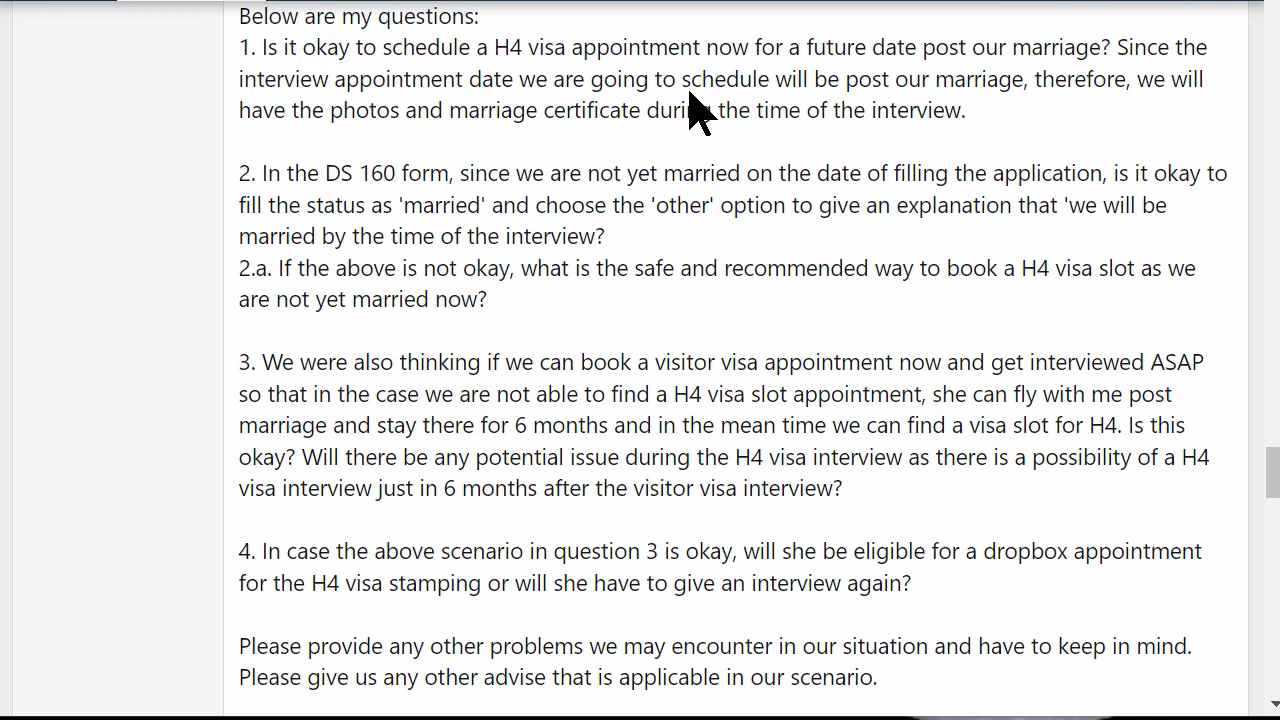 Below are my questions:
1. Is it okay to schedule a H4 visa appointment now for a future date post our marriage? Since the
interview appointment date we are going to schedule will be post our marriage, therefore, we will
have the photos and marriage certificate during the time of the interview.
2. In the DS 160 form, since we are not yet married on the date of filling the application, is it okay to
fill the status as 'married' and choose the 'other' option to give an explanation that 'we will be
married by the time of the interview?
2.a. If the above is not okay, what is the safe and recommended way to book a H4 visa slot as we
are not yet married now?
3. We were also thinking if we can book a visitor visa appointment now and get interviewed ASAP
so that in the case we are not able to find a H4 visa slot appointment, she can fly with me post
marriage and stay there for 6 months and in the mean time we can find a visa slot for H4. Is this
okay? Will there be any potential issue during the H4 visa interview as there is a possibility of a H4
visa interview just in 6 months after the visitor visa interview?
4. In case the above scenario in question 3 is okay, will she be eligible for a dropbox appointment
for the H4 visa stamping or will she have to give an interview again?
Please provide any other problems we may encounter in our situation and have to keep in mind.
Please give us any other advise that is applicable in our scenario.